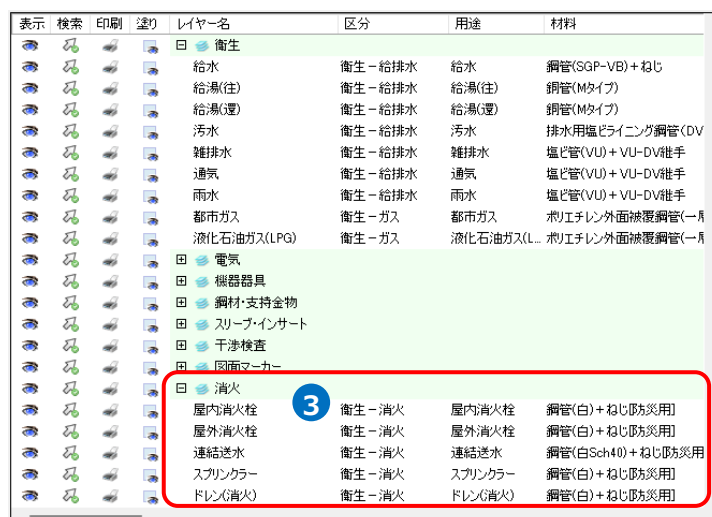 表示 検索 印刷 塗り レイヤー名 区分 用途 材料
衛生
給水 衛生－給排水 給水 鋼管(SGP-VB)+ねじ
給湯(往) 衛生－給排水 給湯(往) 銅管(Mタイプ)
給湯(還) 衛生－給排水 給湯(還) 銅管(Mタイプ)
汚水 衛生－給排水 汚水 排水用塩ビライニング鋼管(DV
雑排水 衛生－給排水 雑排水 塩ビ管(VU)+VU-DV継手
通気 衛生－給排水 通気 塩ビ管(VU)+VU-DV継手
雨水 衛生－給排水 雨水 塩ビ管(VU)+VU-DV継手
都市ガス 衛生－ガス 都市ガス ポリエチレン外面被覆鋼管(一層
液化石油ガス(LPG) 衛生－ガス 液化石油ガス(L... ポリエチレン外面被覆鋼管(一層
電気
機器器具
鋼材・支持金物
スリーブ・インサート
干渉検査
図面マーカー
消火
3
屋内消火栓 衛生－消火 屋内消火栓 鋼管(白)+ねじ[防災用]
屋外消火栓 衛生－消火 屋外消火栓 鋼管(白)+ねじ[防災用]
連結送水 衛生－消火 連結送水 鋼管(白Sch40)+ねじ[防災用
スプリンクラー 衛生－消火 スプリンクラー 鋼管(白)+ねじ[防災用]
ドレン(消火) 衛生－消火 ドレン(消火) 鋼管(白)+ねじ[防災用]